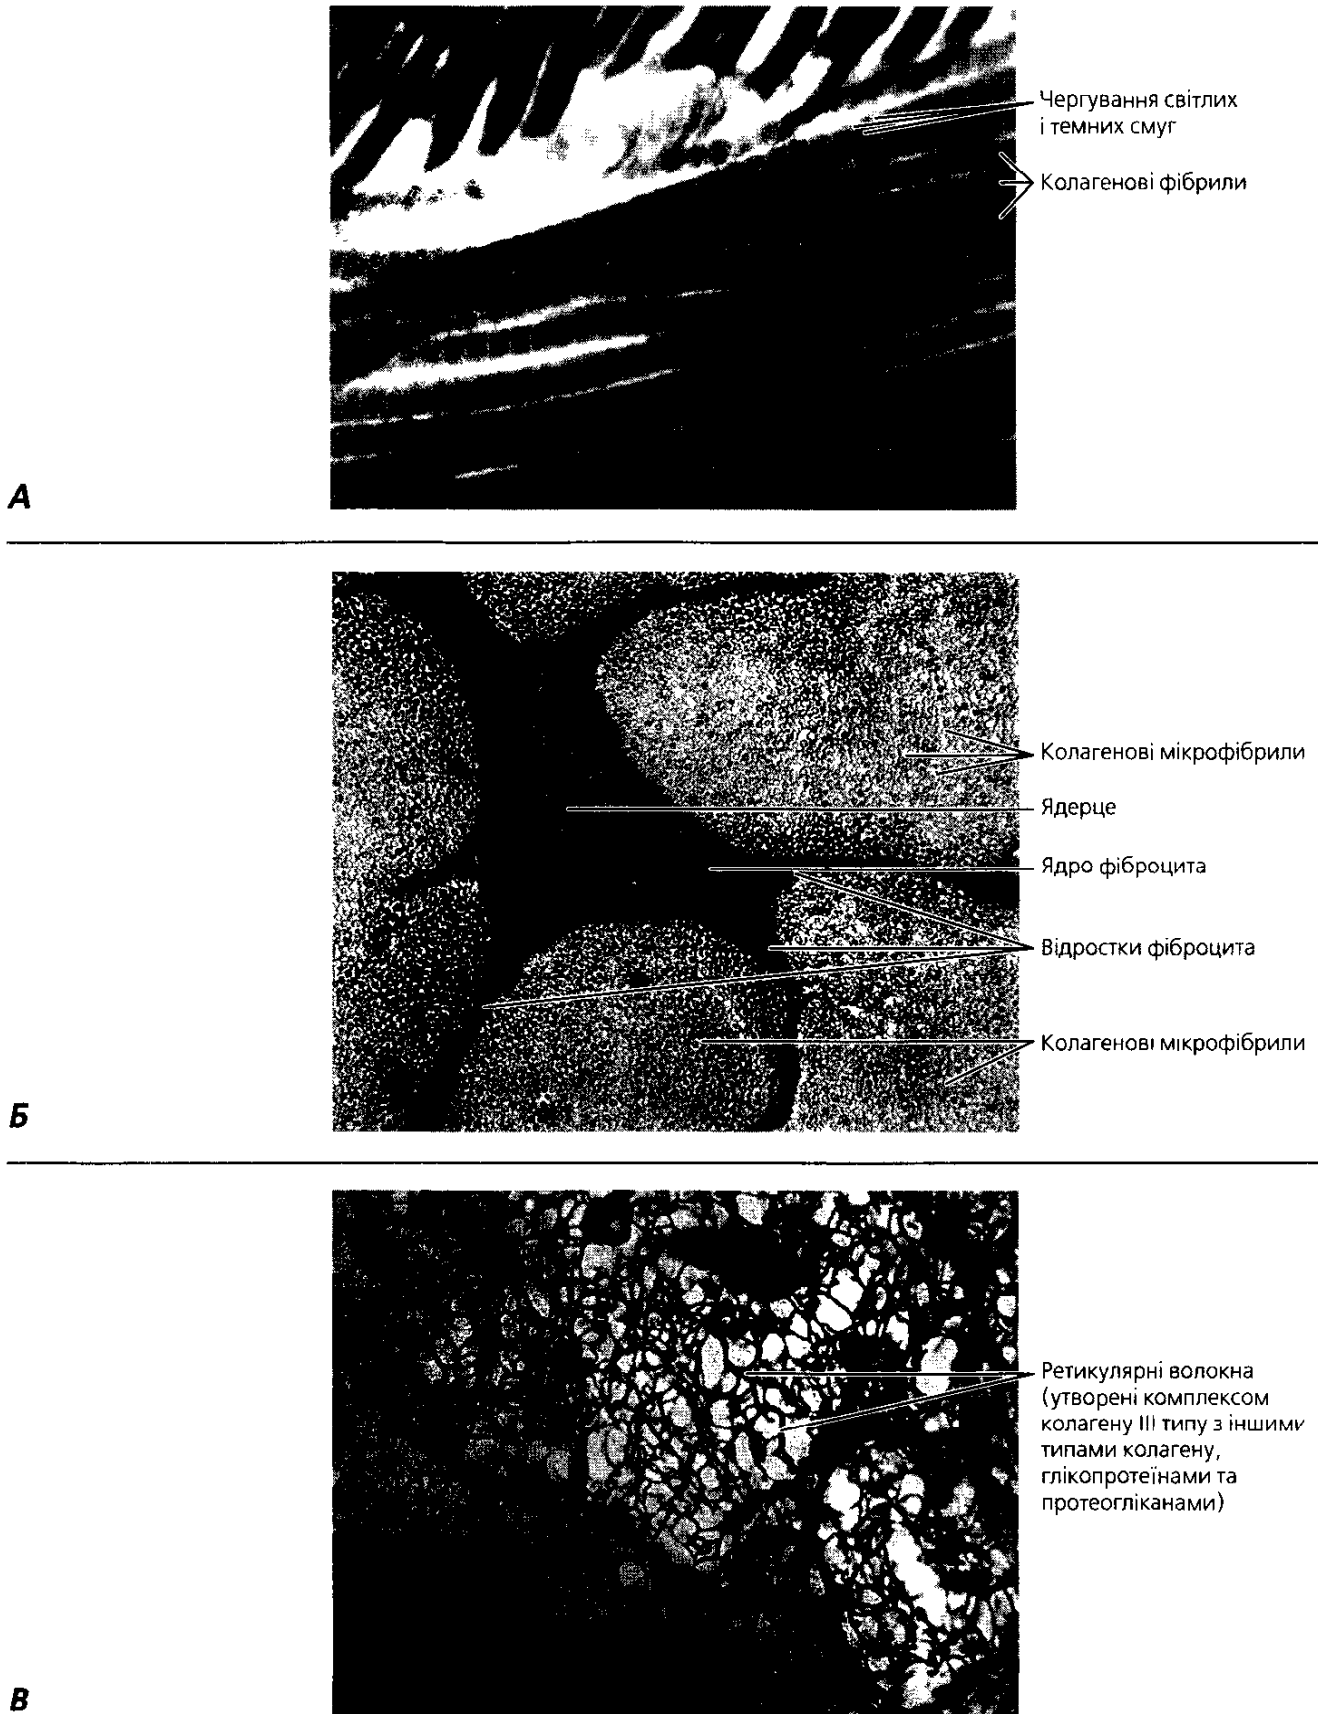 Чергування світлих
і темних смуг
Колагенові фібрили
А
Колагенові мікрофібрили
Ядерце
Ядро фіброцита
Відростки фіброцита
Колагенові мікрофібрили
Б
Ретикулярні волокна
(утворені комплексом
колагену III типу з іншими
типами колагену,
глікопротеїнами та
протеогліканами)
В